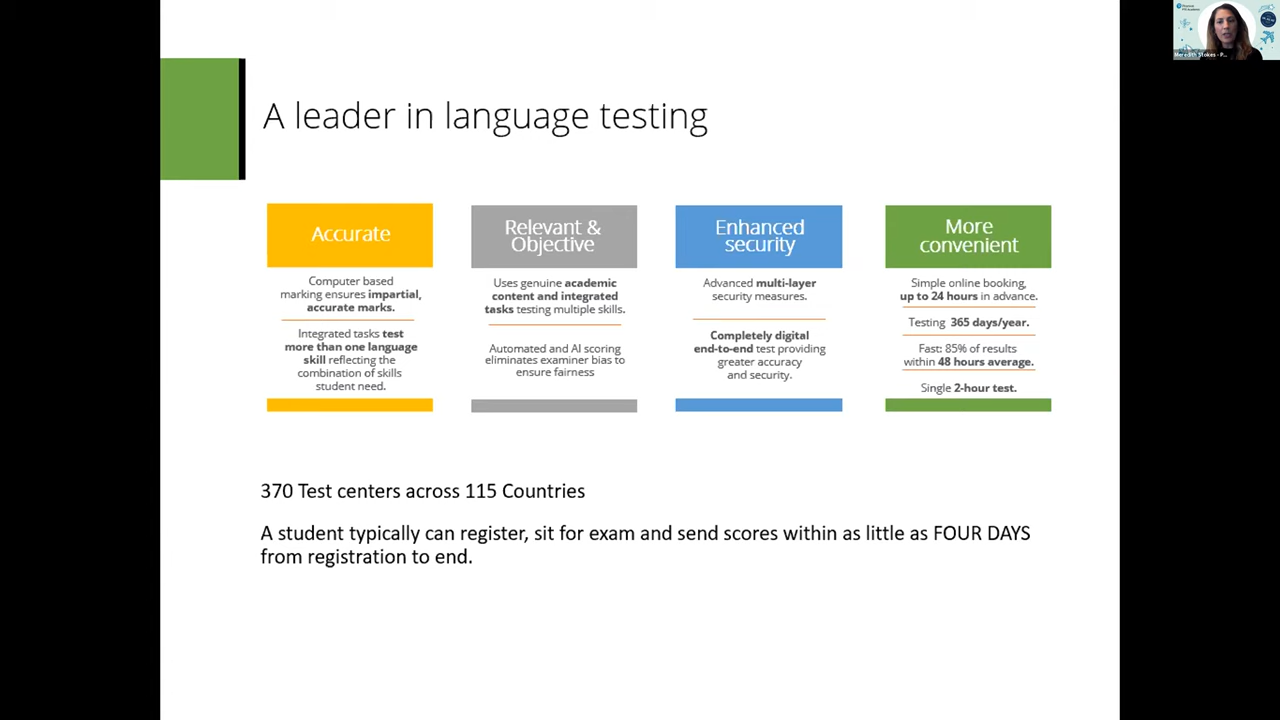 A leader in language testing
Accurate
Computer based
marking ensures impartial,
accurate marks.
Integrated tasks test
more than one language
skill reflecting the
combination of skills
student need.
Relevant &
Objective
Uses genuine academic
content and integrated
tasks testing multiple skills.
Automated and AI scoring
eliminates examiner bias to
ensure fairness
Enhanced
security
Advanced multi-layer
security measures.
Completely digital
end-to-end test providing
greater accuracy
and security.
More
convenient
Simple online booking,
up to 24 hours in advance.
Testing 365 days/year.
Fast: 85% of results
within 48 hours average.
Single 2-hour test.
370 Test centers across 115 Countries
A student typically can register, sit for exam and send scores within as little as FOUR DAYS
from registration to end.
Meredith Stokes - P...